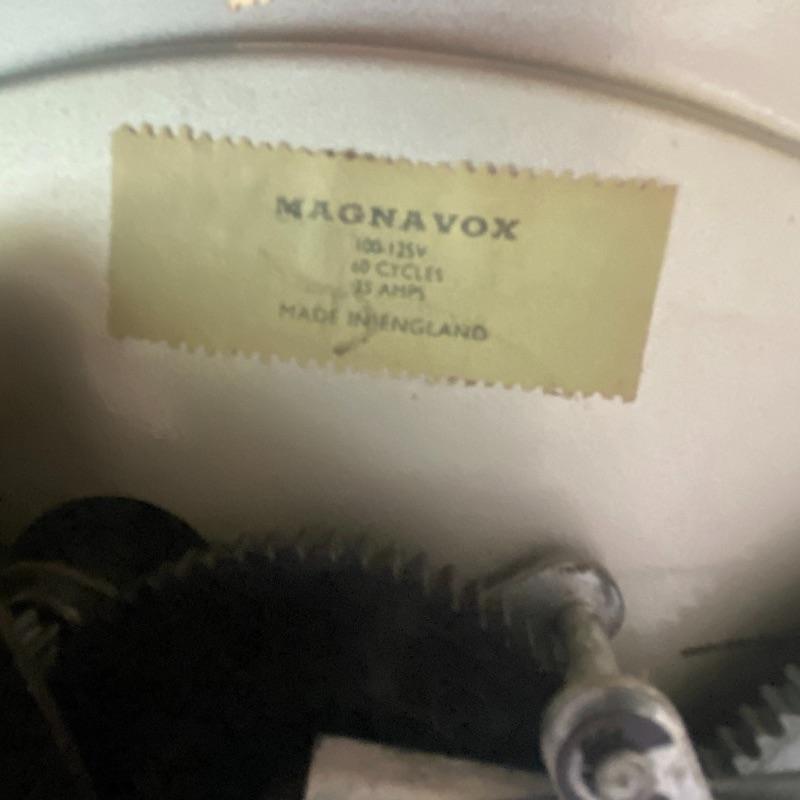 MAGNAVOX
100-125V
60 CYCLES
.25 AMPS
MADE IN ENGLAND